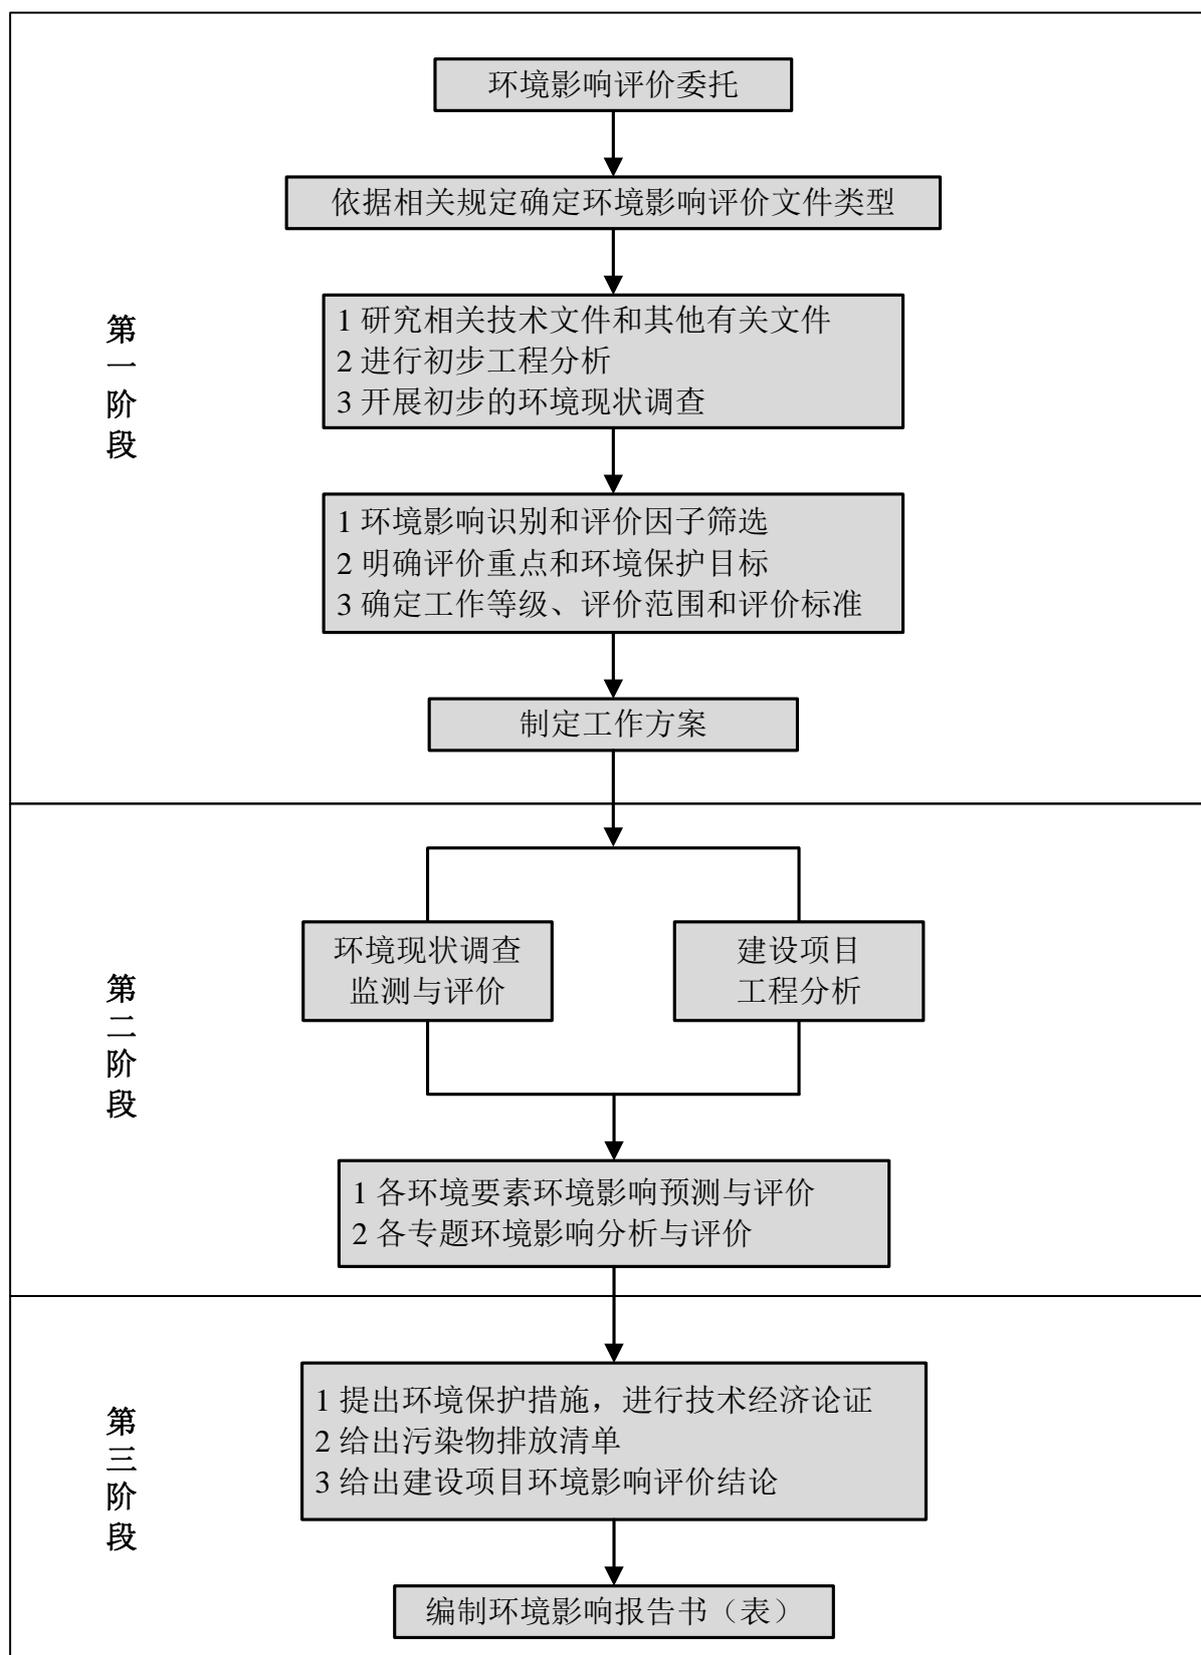 环境影响评价委托
依据相关规定确定环境影响评价文件类型
第一阶段
1 研究相关技术文件和其他有关文件
2 进行初步工程分析
3 开展初步的环境现状调查
1 环境影响识别和评价因子筛选
2 明确评价重点和环境保护目标
3 确定工作等级、评价范围和评价标准
制定工作方案
第二阶段
环境现状调查
监测与评价
建设项目
工程分析
1 各环境要素环境影响预测与评价
2 各专题环境影响分析与评价
第三阶段
1 提出环境保护措施，进行技术经济论证
2 给出污染物排放清单
3 给出建设项目环境影响评价结论
编制环境影响报告书（表）